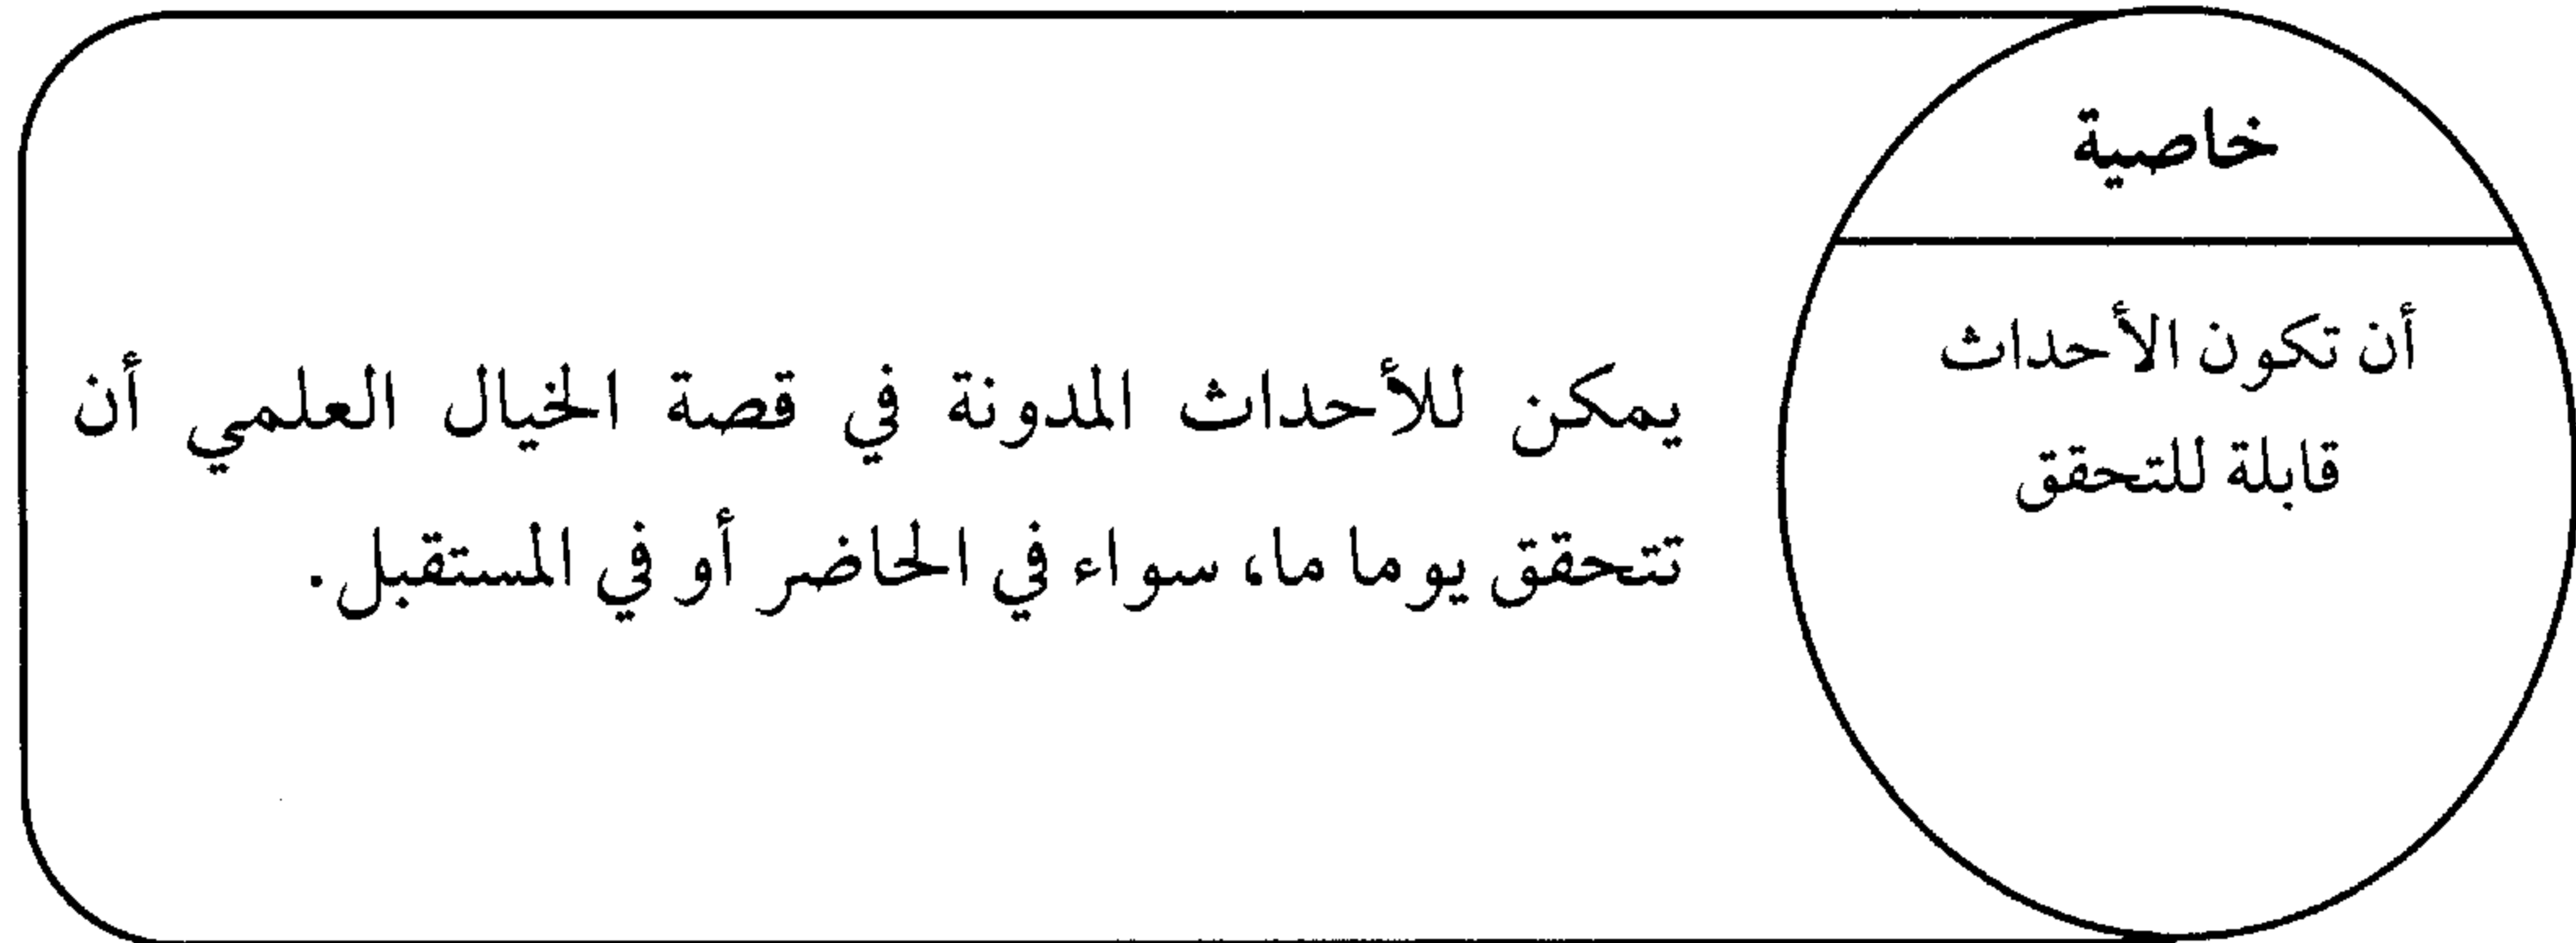 خاصية
أن تكون الأحداث
قابلة للتحقق
يمكن للأحداث المدونة في قصة الخيال العلمي أن
تتحقق يوما ما، سواء في الحاضر أو في المستقبل.